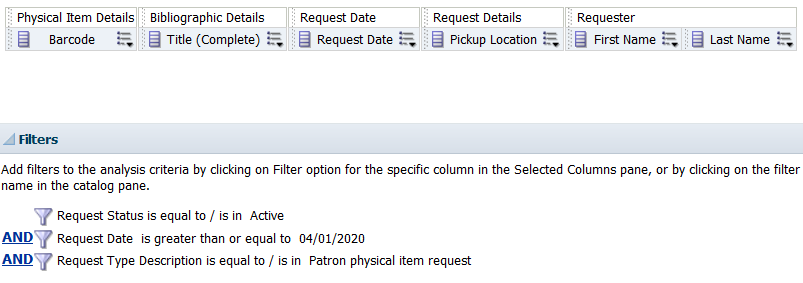 Physical Item Details Bibliographic Details Request Date Request Details Requester
Barcode Title (Complete) Request Date Pickup Location First Name Last Name
Filters
Add filters to the analysis criteria by clicking on Filter option for the specific column in the Selected Columns pane, or by clicking on the filter
name in the catalog pane.
Request Status is equal to / is in Active
AND Request Date is greater than or equal to 04/01/2020
AND Request Type Description is equal to / is in Patron physical item request